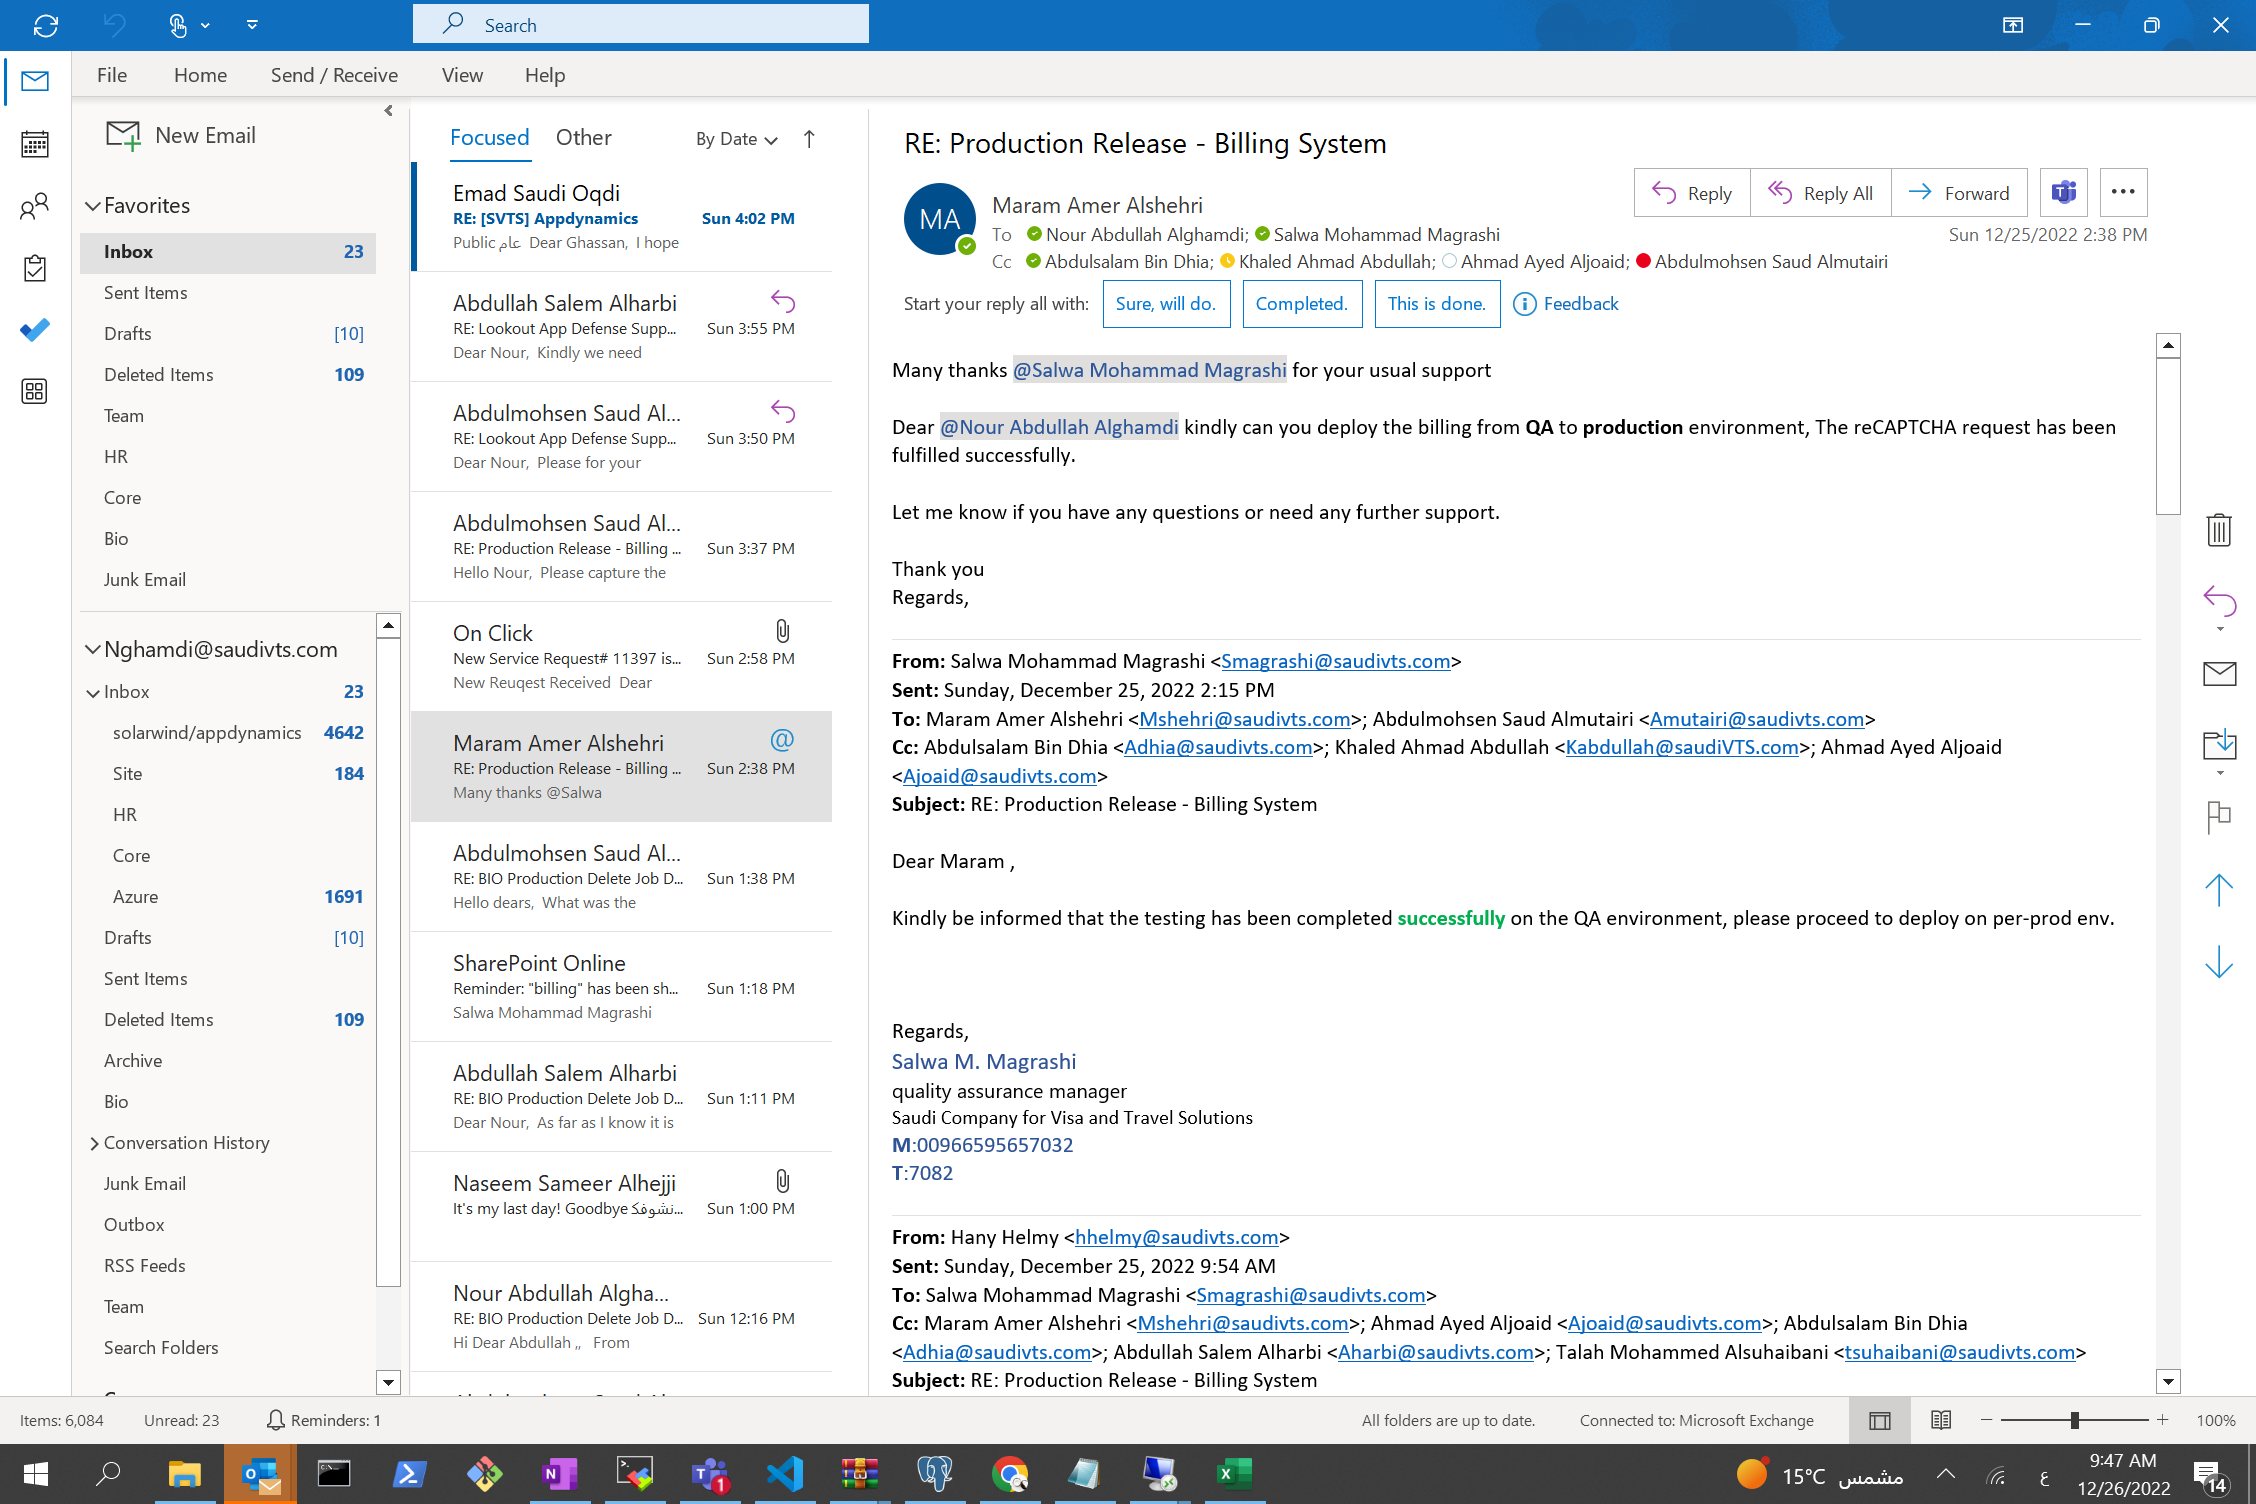 Search
File
Home
Send / Receive
View
Help
New Email
Favorites
Inbox 23
Sent Items
Drafts [10]
Deleted Items 109
Team
HR
Core
Bio
Junk Email
Nghamdi@saudivts.com
Inbox 23
solarwind/appdynamics 4642
Site 184
HR
Core
Azure 1691
Drafts [10]
Sent Items
Deleted Items 109
Archive
Bio
Conversation History
Junk Email
Outbox
RSS Feeds
Team
Search Folders
Focused Other By Date
Emad Saudi Oqdi
RE: [SVTS] Appdynamics Sun 4:02 PM
Public عام Dear Ghassan, I hope
Abdullah Salem Alharbi
RE: Lookout App Defense Supp... Sun 3:55 PM
Dear Nour, Kindly we need
Abdulmohsen Saud Al...
RE: Lookout App Defense Supp... Sun 3:50 PM
Dear Nour, Please for your
Abdulmohsen Saud Al...
RE: Production Release - Billing ... Sun 3:37 PM
Hello Nour, Please capture the
On Click
New Service Request# 11397 is... Sun 2:58 PM
New Reuqest Received Dear
Maram Amer Alshehri @
RE: Production Release - Billing ... Sun 2:38 PM
Many thanks @Salwa
Abdulmohsen Saud Al...
RE: BIO Production Delete Job D... Sun 1:38 PM
Hello dears, What was the
SharePoint Online
Reminder: "billing" has been sh... Sun 1:18 PM
Salwa Mohammad Magrashi
Abdullah Salem Alharbi
RE: BIO Production Delete Job D... Sun 1:11 PM
Dear Nour, As far as I know it is
Naseem Sameer Alhejji
It's my last day! Goodbye نشوفك... Sun 1:00 PM
Nour Abdullah Algha...
RE: BIO Production Delete Job D... Sun 12:16 PM
Hi Dear Abdullah ,, From
RE: Production Release - Billing System
Reply
Reply All
Forward
MA
Maram Amer Alshehri
To Nour Abdullah Alghamdi; Salwa Mohammad Magrashi
Sun 12/25/2022 2:38 PM
Cc Abdulsalam Bin Dhia; Khaled Ahmad Abdullah; Ahmad Ayed Aljoaid; Abdulmohsen Saud Almutairi
Start your reply all with: Sure, will do. Completed. This is done. Feedback
Many thanks @Salwa Mohammad Magrashi for your usual support
Dear @Nour Abdullah Alghamdi kindly can you deploy the billing from QA to production environment, The reCAPTCHA request has been
fulfilled successfully.
Let me know if you have any questions or need any further support.
Thank you
Regards,
From: Salwa Mohammad Magrashi <Smagrashi@saudivts.com>
Sent: Sunday, December 25, 2022 2:15 PM
To: Maram Amer Alshehri <Mshehri@saudivts.com>; Abdulmohsen Saud Almutairi <Amutairi@saudivts.com>
Cc: Abdulsalam Bin Dhia <Adhia@saudivts.com>; Khaled Ahmad Abdullah <Kabdullah@saudiVTS.com>; Ahmad Ayed Aljoaid
<Ajoaid@saudivts.com>
Subject: RE: Production Release - Billing System
Dear Maram ,
Kindly be informed that the testing has been completed successfully on the QA environment, please proceed to deploy on per-prod env.
Regards,
Salwa M. Magrashi
quality assurance manager
Saudi Company for Visa and Travel Solutions
M:00966595657032
T:7082
From: Hany Helmy <hhelmy@saudivts.com>
Sent: Sunday, December 25, 2022 9:54 AM
To: Salwa Mohammad Magrashi <Smagrashi@saudivts.com>
Cc: Maram Amer Alshehri <Mshehri@saudivts.com>; Ahmad Ayed Aljoaid <Ajoaid@saudivts.com>; Abdulsalam Bin Dhia
<Adhia@saudivts.com>; Abdullah Salem Alharbi <Aharbi@saudivts.com>; Talah Mohammed Alsuhaibani <tsuhaibani@saudivts.com>
Subject: RE: Production Release - Billing System
Items: 6,084 Unread: 23 Reminders: 1 All folders are up to date. Connected to: Microsoft Exchange 100%
15°C مشمس ع 9:47 AM
12/26/2022 14